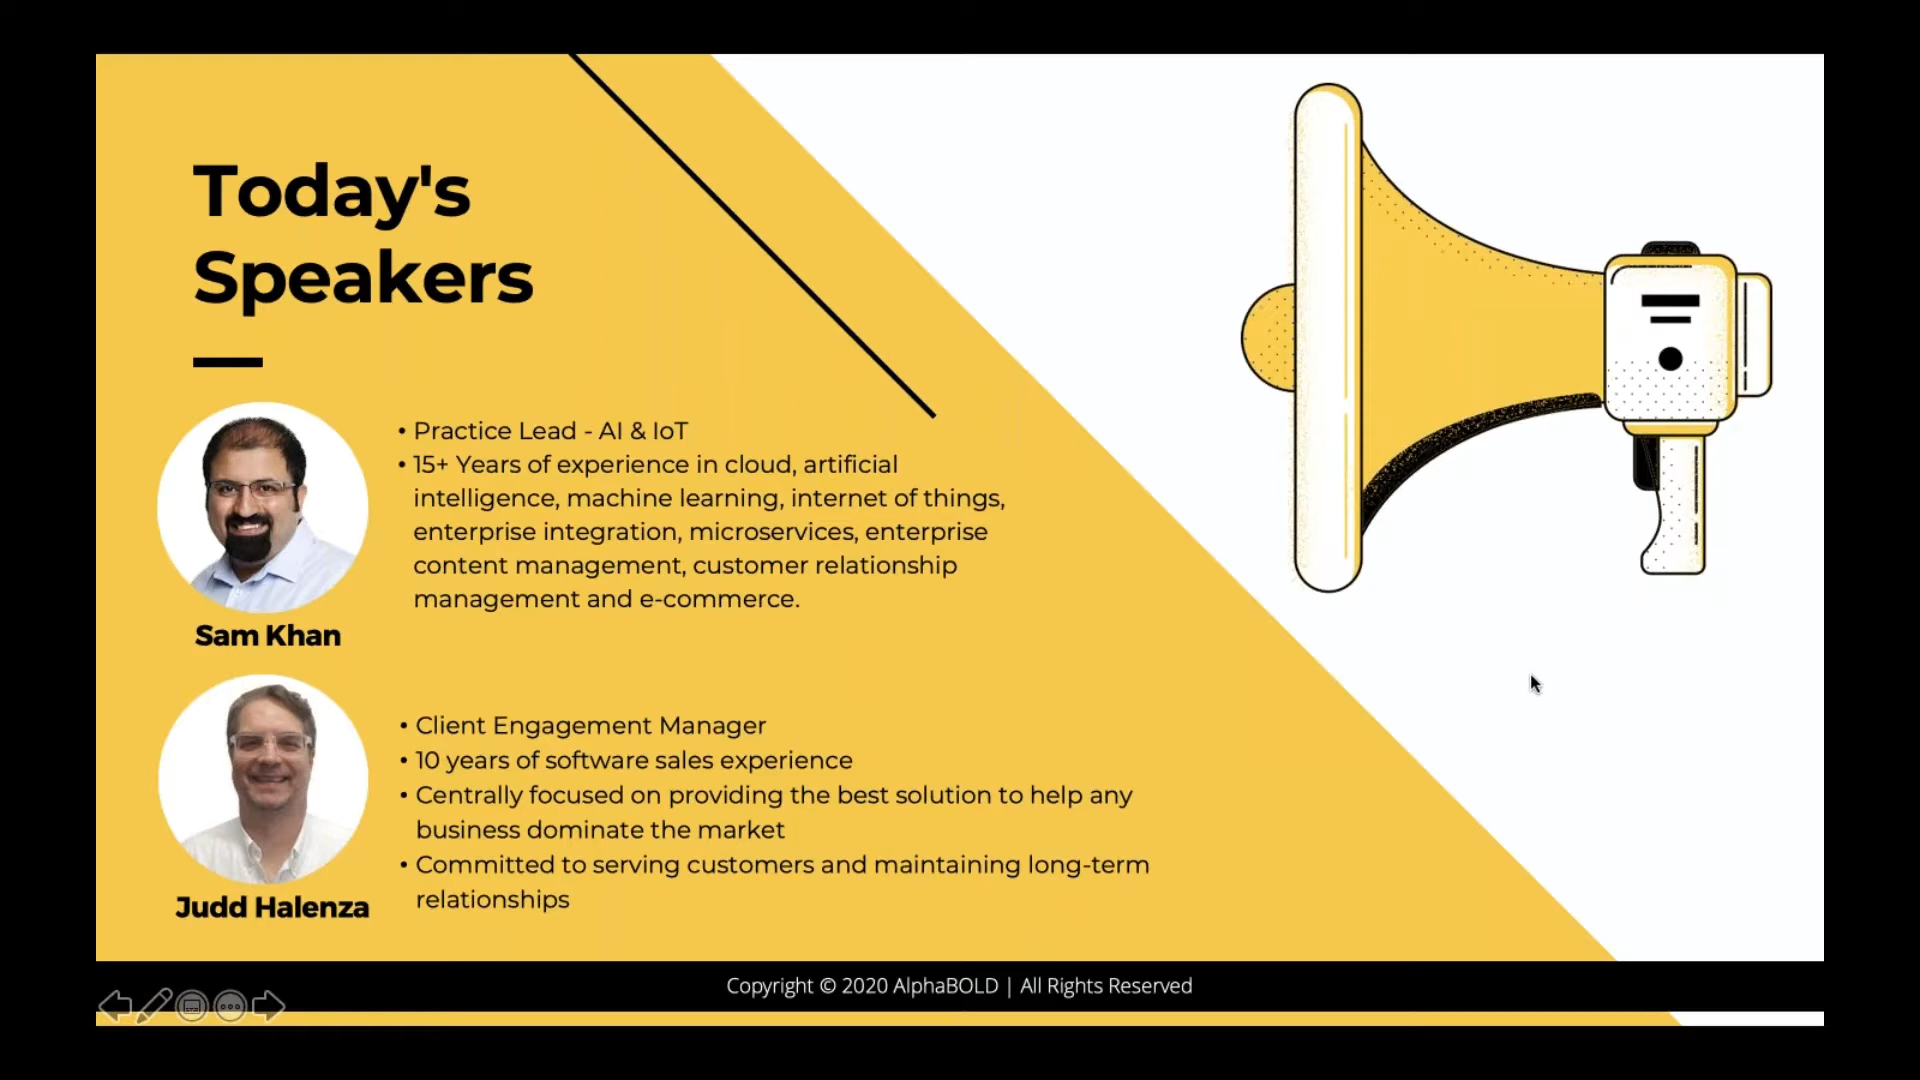 Today's
Speakers
• Practice Lead - AI & IoT
• 15+ Years of experience in cloud, artificial
intelligence, machine learning, internet of things,
enterprise integration, microservices, enterprise
content management, customer relationship
management and e-commerce.
Sam Khan
• Client Engagement Manager
• 10 years of software sales experience
• Centrally focused on providing the best solution to help any
business dominate the market
• Committed to serving customers and maintaining long-term
relationships
Judd Halenza
Copyright © 2020 AlphaBOLD | All Rights Reserved